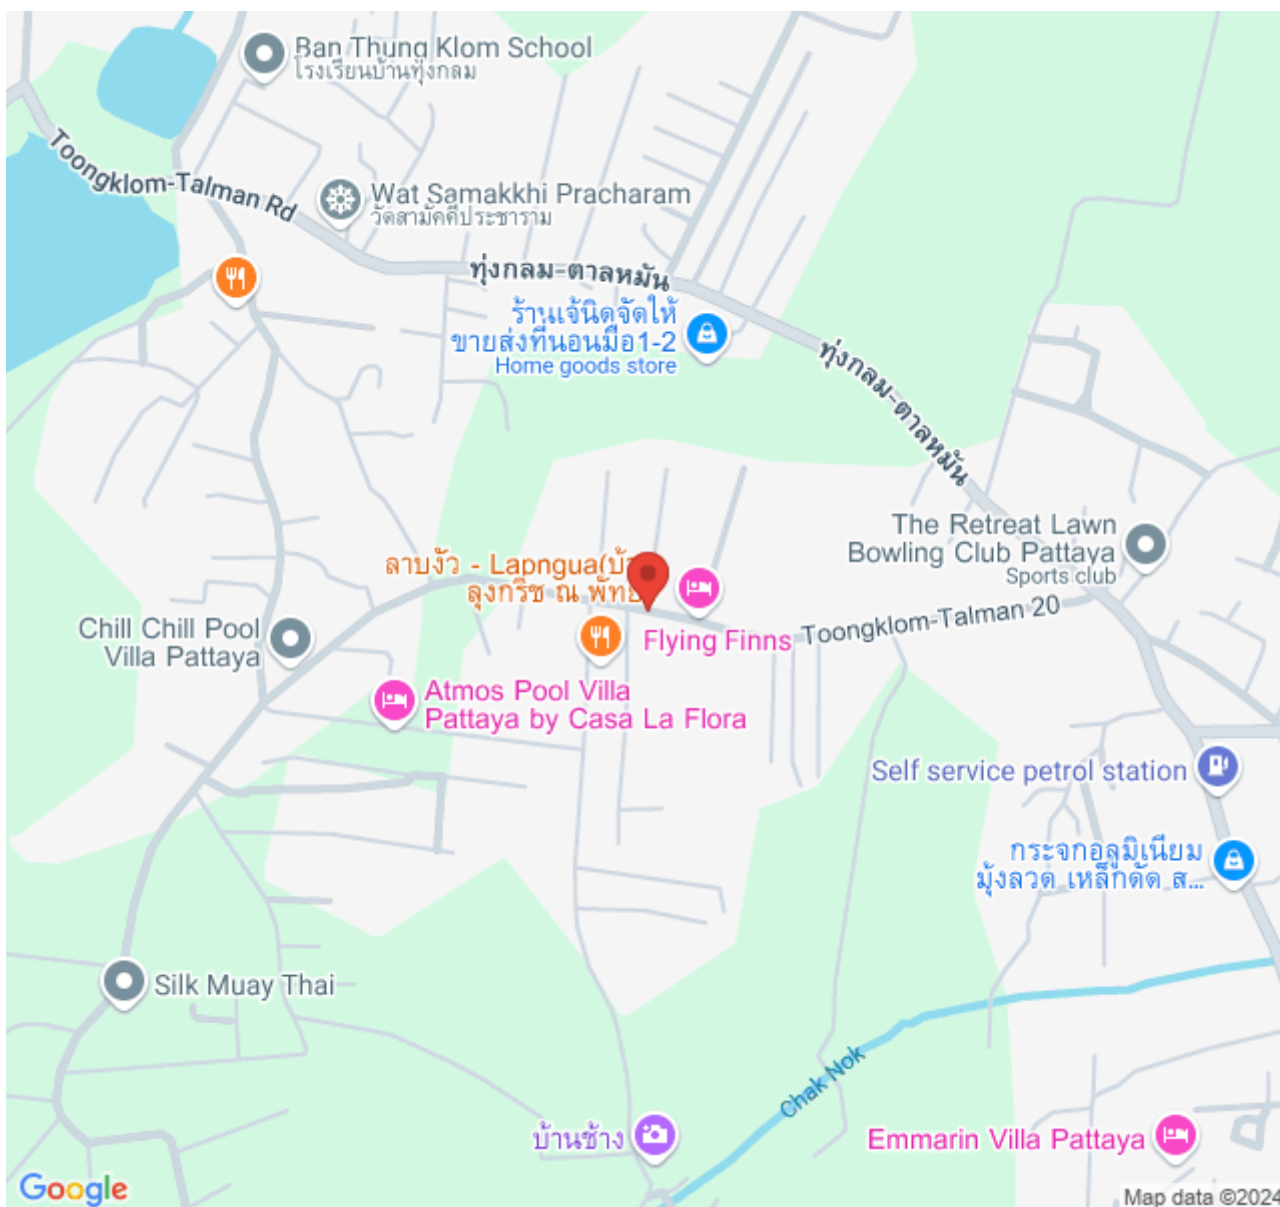 Ban Thung Klom School
โรงเรียนบ้านทุ่งกลม
Toongklom-Talman Rd
Wat Samakkhi Pracharam
วัดสามัคคีประชาราม
ทุ่งกลม-ตาลหมัน
ร้านเจ้นิดจัดให้
ขายส่งที่นอนมือ1-2
Home goods store
ทุ่งกลม-ตาลหมัน
The Retreat Lawn
Bowling Club Pattaya
Sports club
ลาบงัว - Lapngua(บ้า
ลุงกริช ณ พัทย
Toongklom-Talman 20
Flying Finns
Chill Chill Pool
Villa Pattaya
Atmos Pool Villa
Pattaya by Casa La Flora
Self service petrol station
กระจกอลูมิเนียม
มุ้งลวด เหล็กดัด ส...
Silk Muay Thai
Chak Nok
บ้านช้าง
Emmarin Villa Pattaya
Google
Map data ©2024